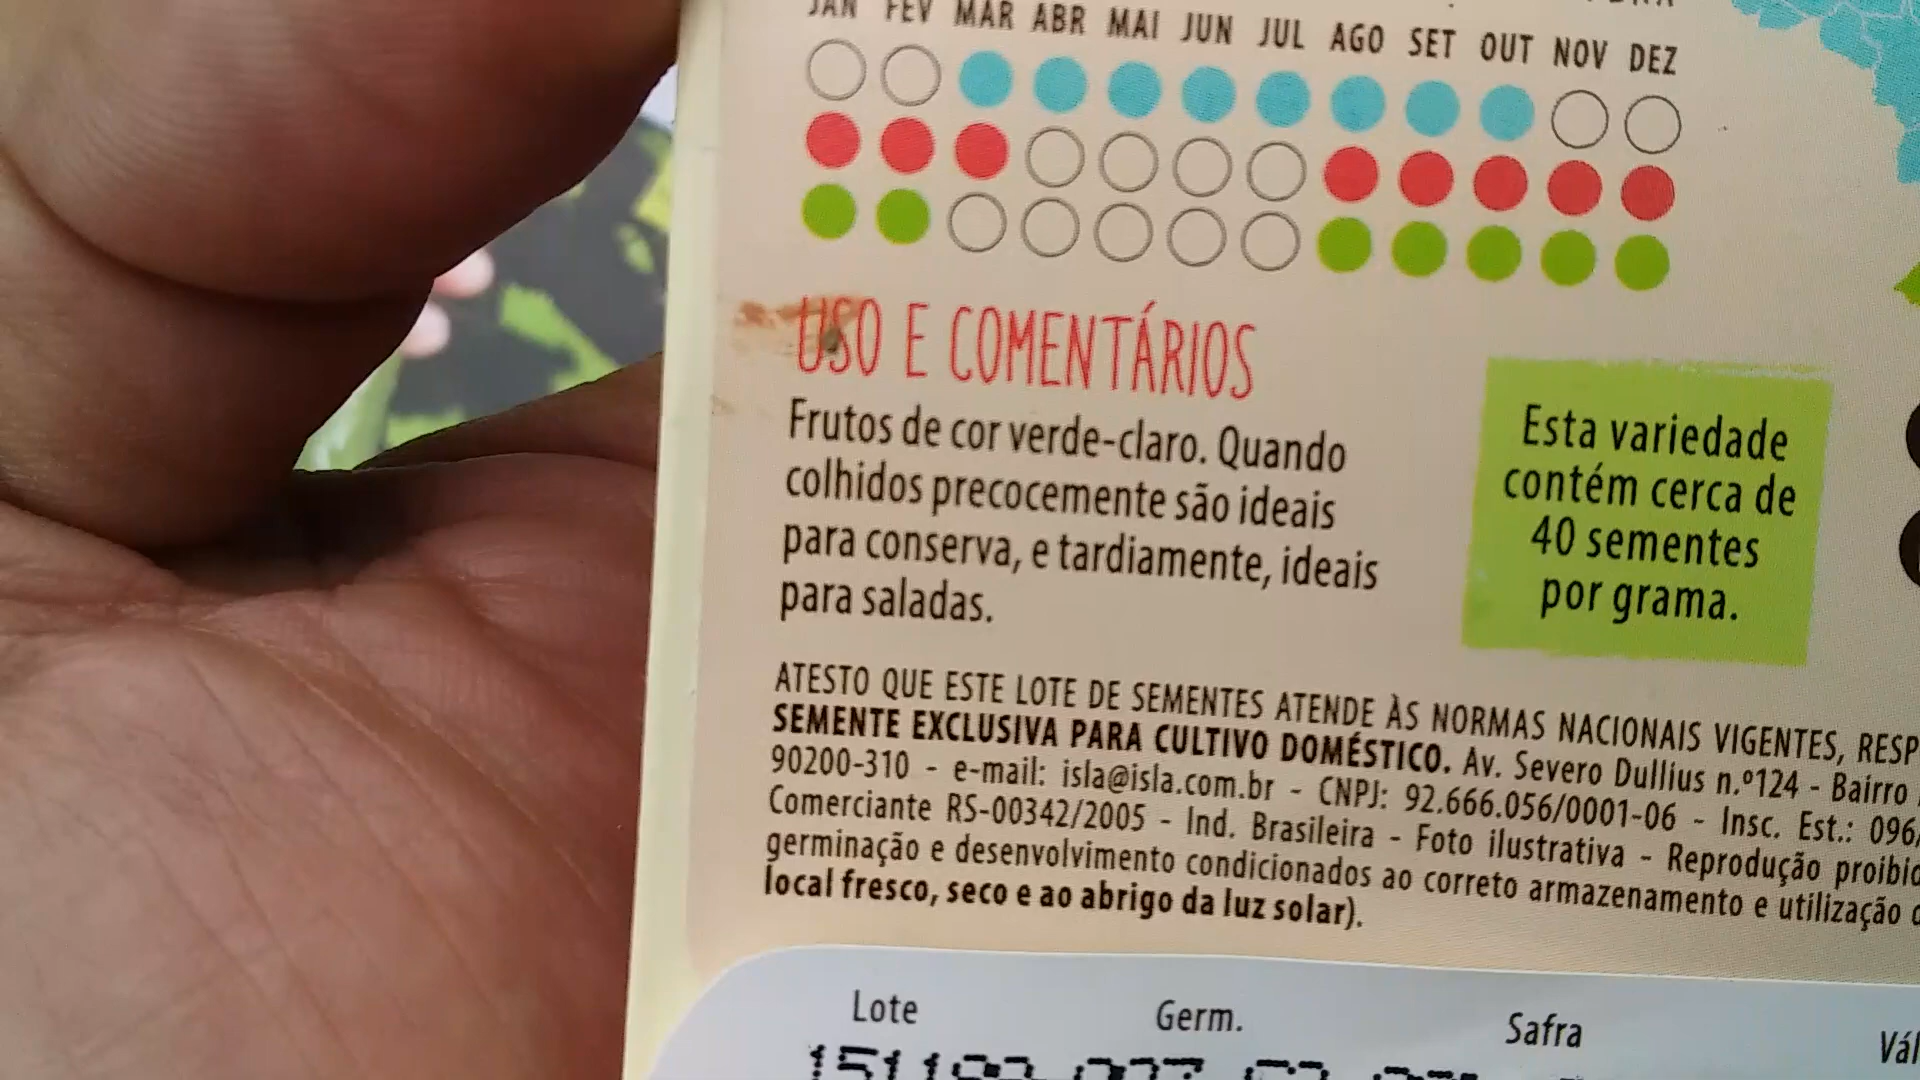 JAN FEV MAR ABR MAI JUN JUL AGO SET OUT NOV DEZ
USO E COMENTÁRIOS
Frutos de cor verde-claro. Quando
colhidos precocemente são ideais
para conserva, e tardiamente, ideais
para saladas.
Esta variedade
contém cerca de
40 sementes
por grama.
ATESTO QUE ESTE LOTE DE SEMENTES ATENDE ÀS NORMAS NACIONAIS VIGENTES, RESP
SEMENTE EXCLUSIVA PARA CULTIVO DOMÉSTICO. Av. Severo Dullius n.º124 - Bairro
90200-310 - e-mail: isla@isla.com.br - CNPJ: 92.666.056/0001-06 - Insc. Est.: 096/
Comerciante RS-00342/2005 - Ind. Brasileira - Foto ilustrativa - Reprodução proibid
germinação e desenvolvimento condicionados ao correto armazenamento e utilização
local fresco, seco e ao abrigo da luz solar).
Lote Germ. Safra Vál